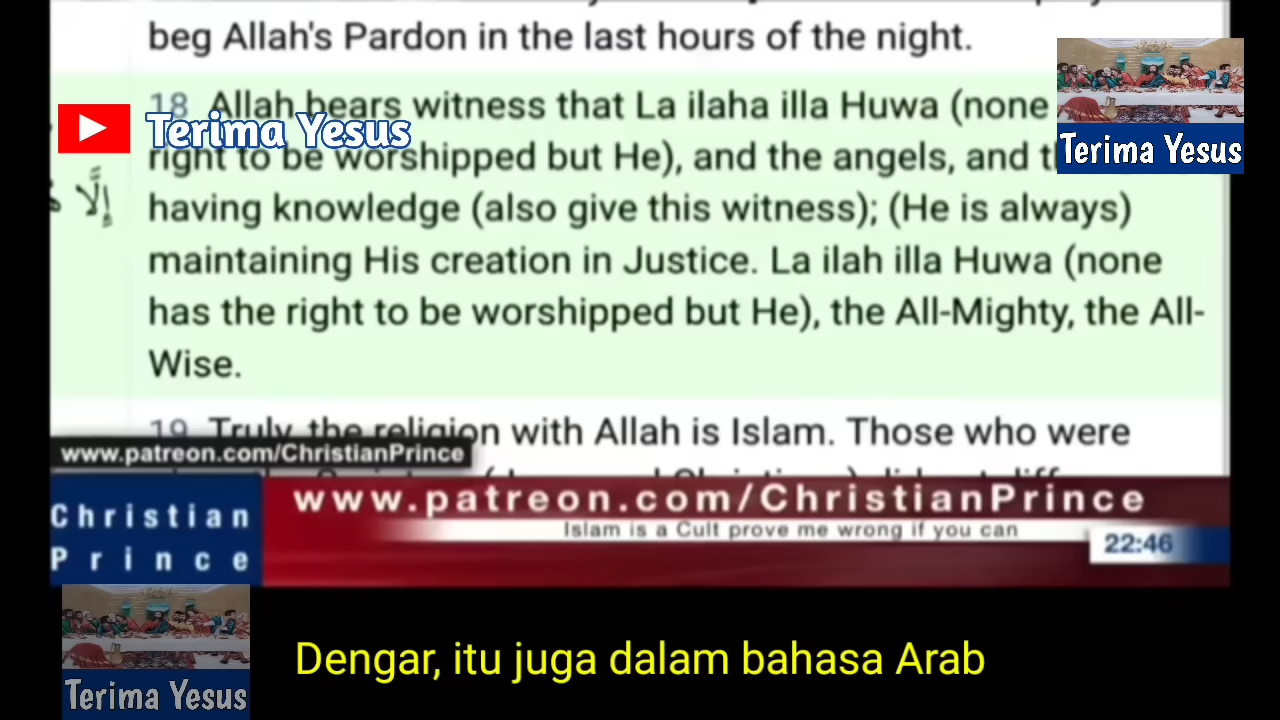 beg Allah's Pardon in the last hours of the night.
18 Allah bears witness that La ilaha illa Huwa (none
Terima Yesus
Terima Yesus
right to be worshipped but He), and the angels, and
إِلَّا
having knowledge (also give this witness); (He is always)
maintaining His creation in Justice. La ilah illa Huwa (none
has the right to be worshipped but He), the All-Mighty, the All-
Wise.
19 Truly, the religion with Allah is Islam. Those who were
www.patreon.com/ChristianPrince
www.patreon.com/ChristianPrince
Christian
Prince
Islam is a Cult prove me wrong if you can
22:46
Dengar, itu juga dalam bahasa Arab
Terima Yesus